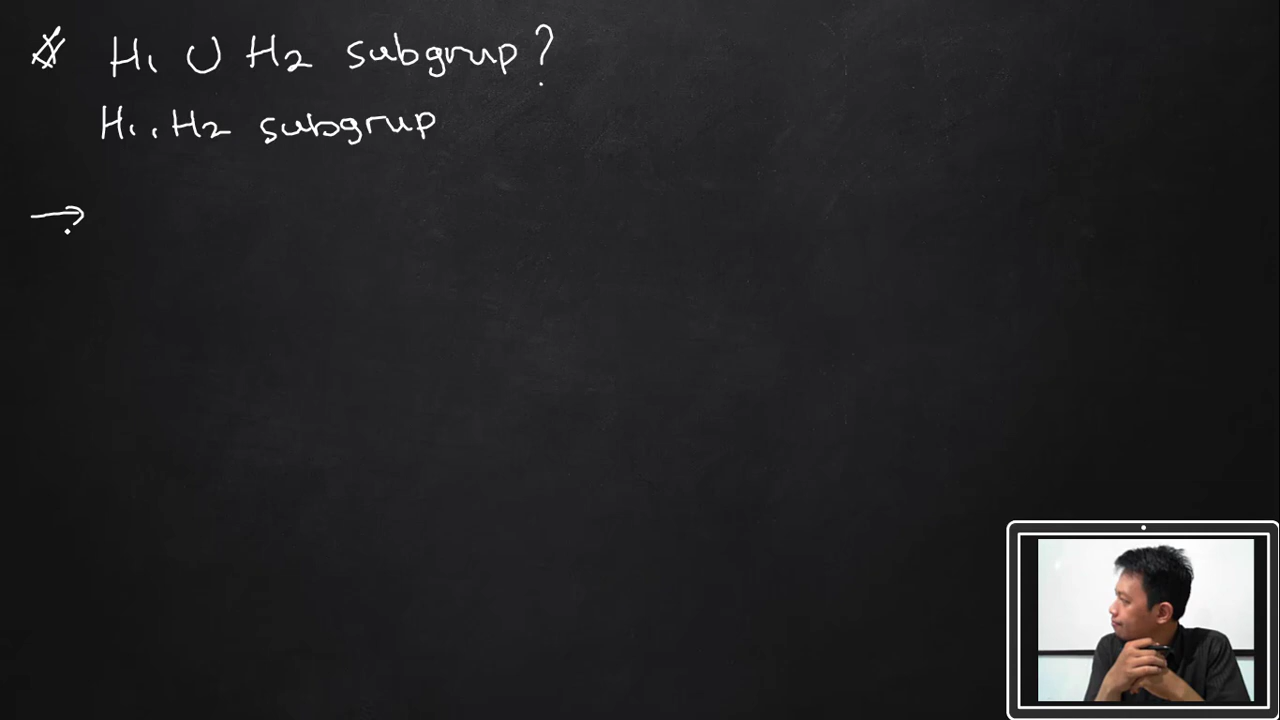 H₁ ∪ H₂ subgrup?
H₁, H₂ subgrup
→